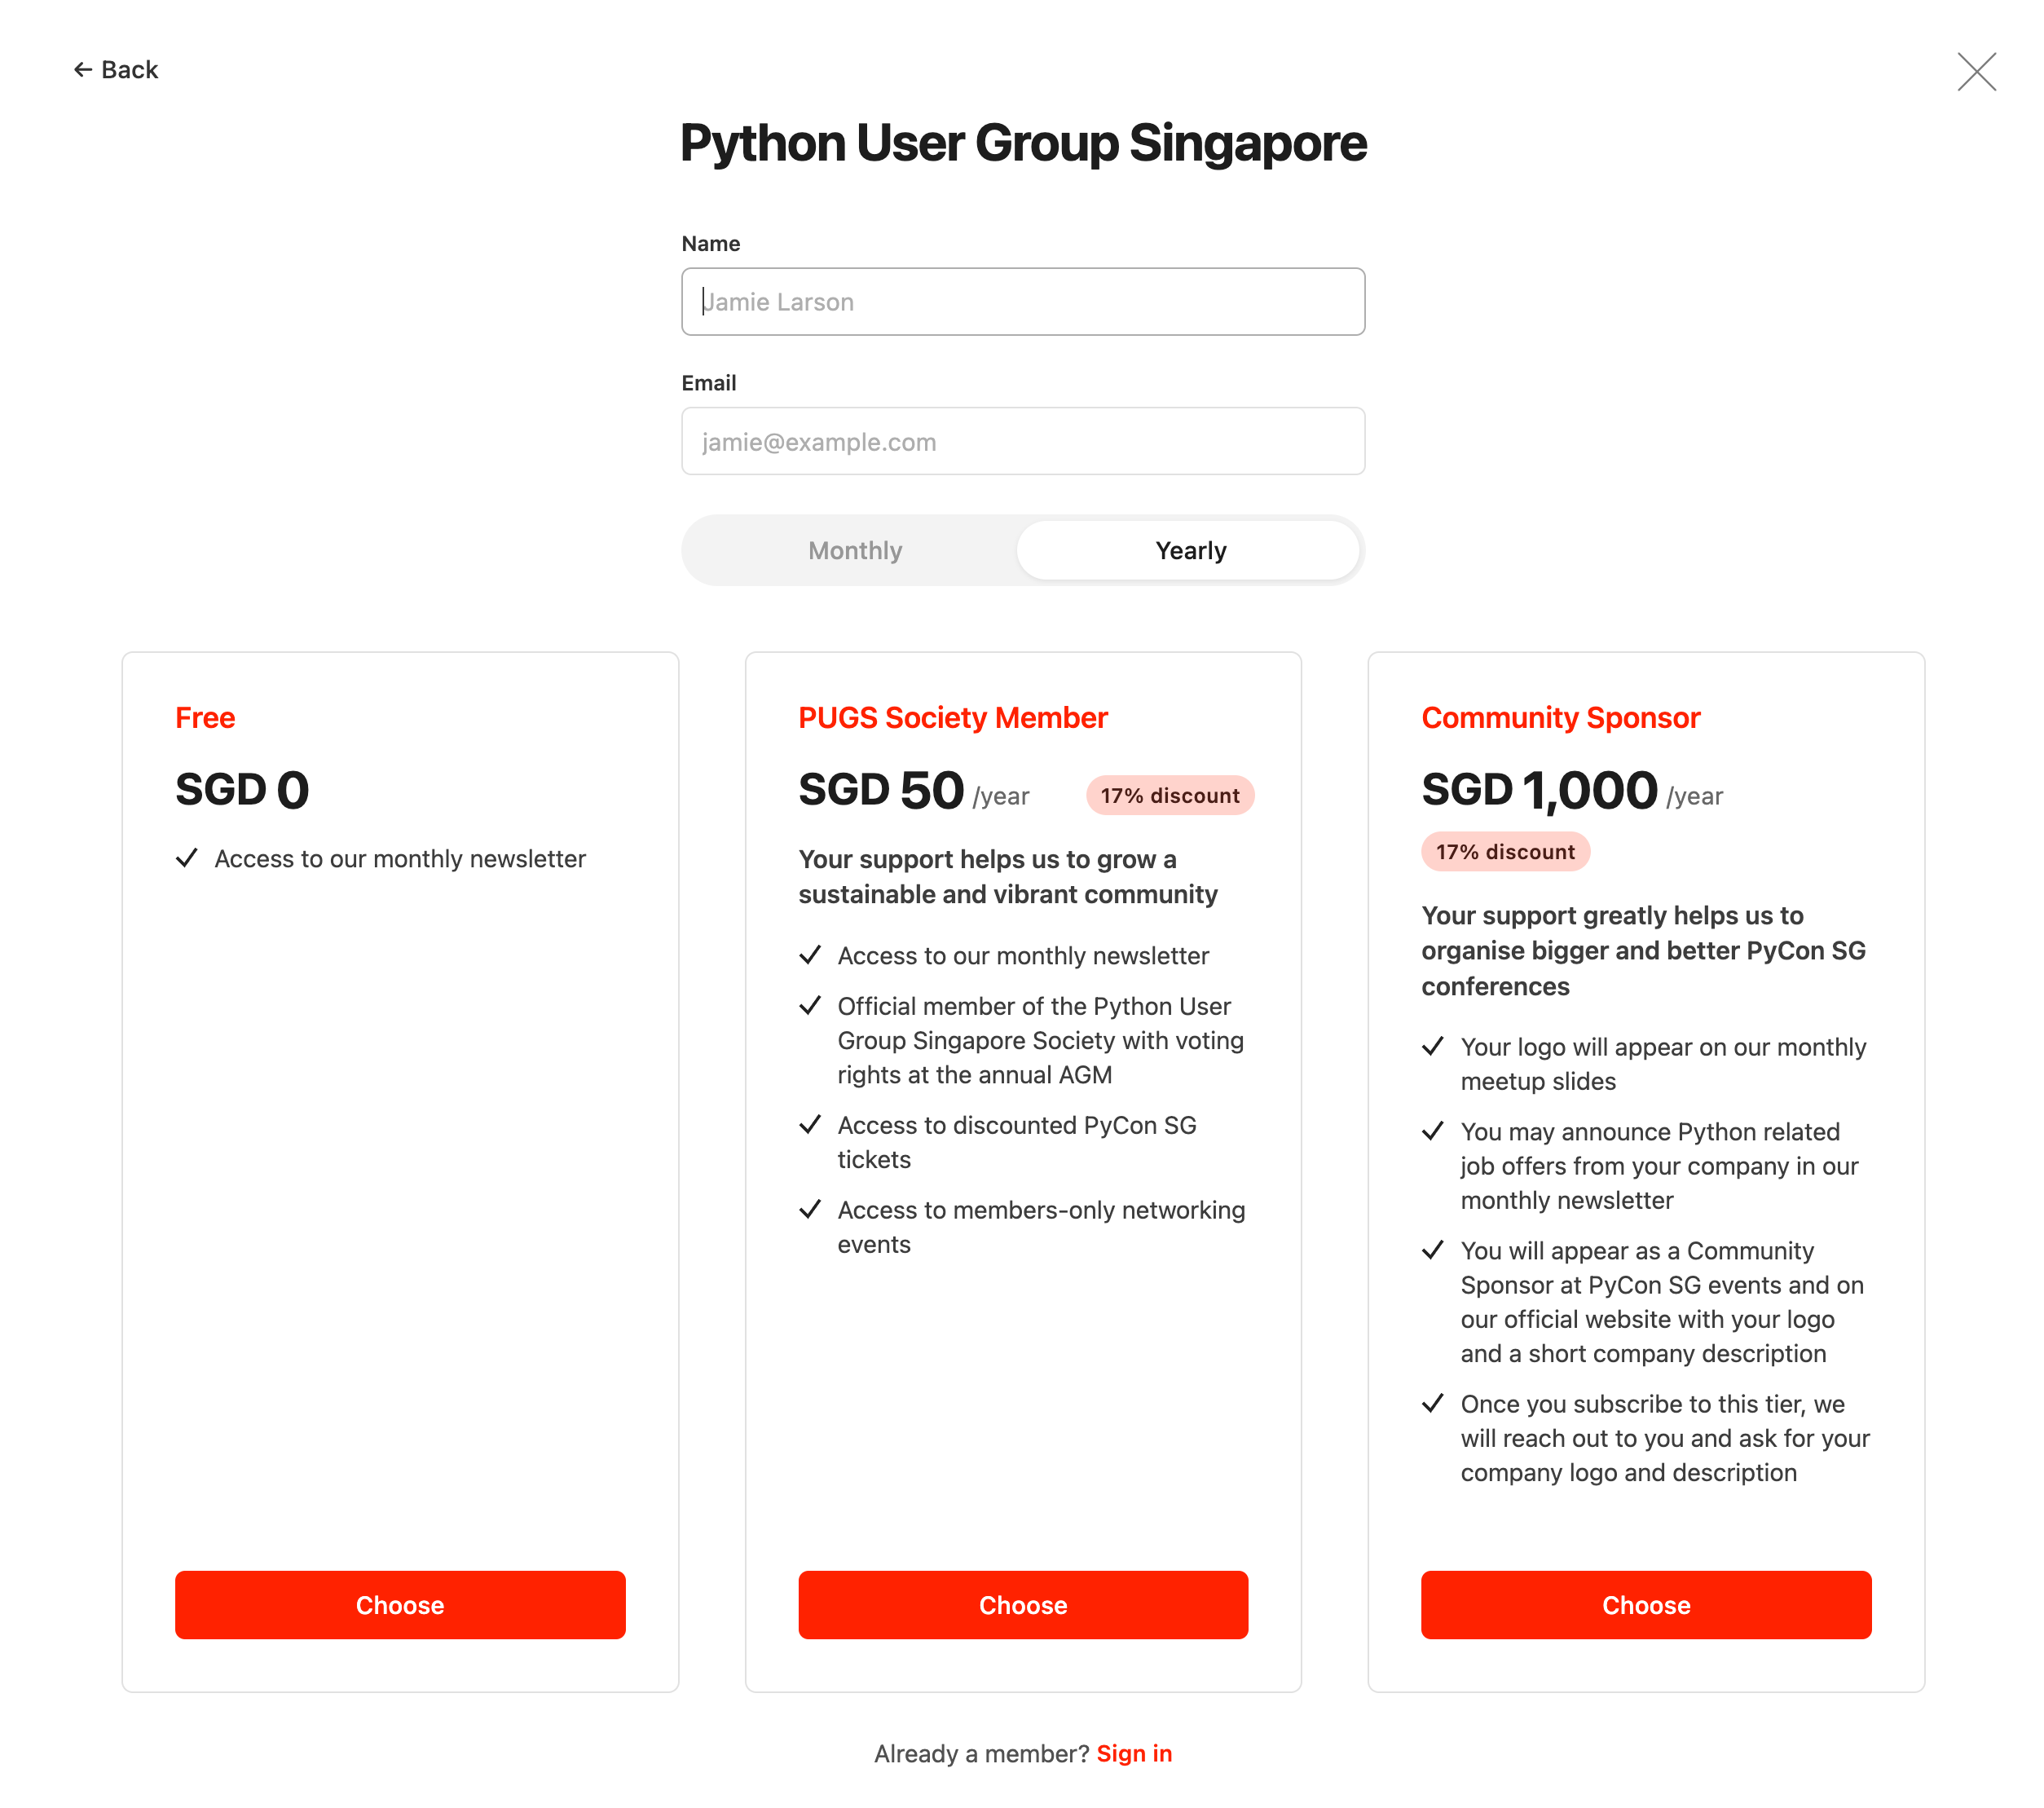 ← Back
Python User Group Singapore
Name
Jamie Larson
Email
jamie@example.com
Monthly
Yearly
Free
SGD 0
Access to our monthly newsletter
Choose
PUGS Society Member
SGD 50 /year
17% discount
Your support helps us to grow a
sustainable and vibrant community
Access to our monthly newsletter
Official member of the Python User
Group Singapore Society with voting
rights at the annual AGM
Access to discounted PyCon SG
tickets
Access to members-only networking
events
Choose
Community Sponsor
SGD 1,000 /year
17% discount
Your support greatly helps us to
organise bigger and better PyCon SG
conferences
Your logo will appear on our monthly
meetup slides
You may announce Python related
job offers from your company in our
monthly newsletter
You will appear as a Community
Sponsor at PyCon SG events and on
our official website with your logo
and a short company description
Once you subscribe to this tier, we
will reach out to you and ask for your
company logo and description
Choose
Already a member? Sign in